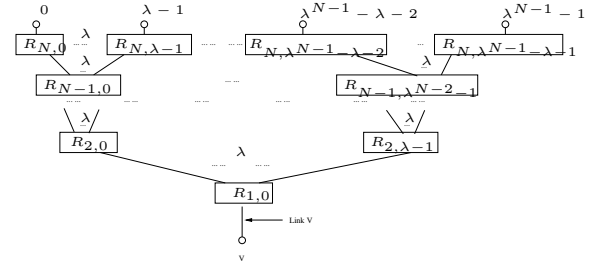 0 λ − 1 λ^{N−1} − λ − 2 λ^{N−1} − 1
R_{N,0} ... ... λ R_{N,λ−1} ... ... ... ... R_{N,λ^{N−1}−λ−2} ... R_{N,λ^{N−1}−λ−1}
λ ... λ
R_{N−1,0} ... ... R_{N−1,λ^{N−2}−1}
... ... ... ... ... ... ... ... ... ...
λ ... λ ...
R_{2,0} R_{2,λ−1}
λ
... ... ... ...
R_{1,0}
Link V
V